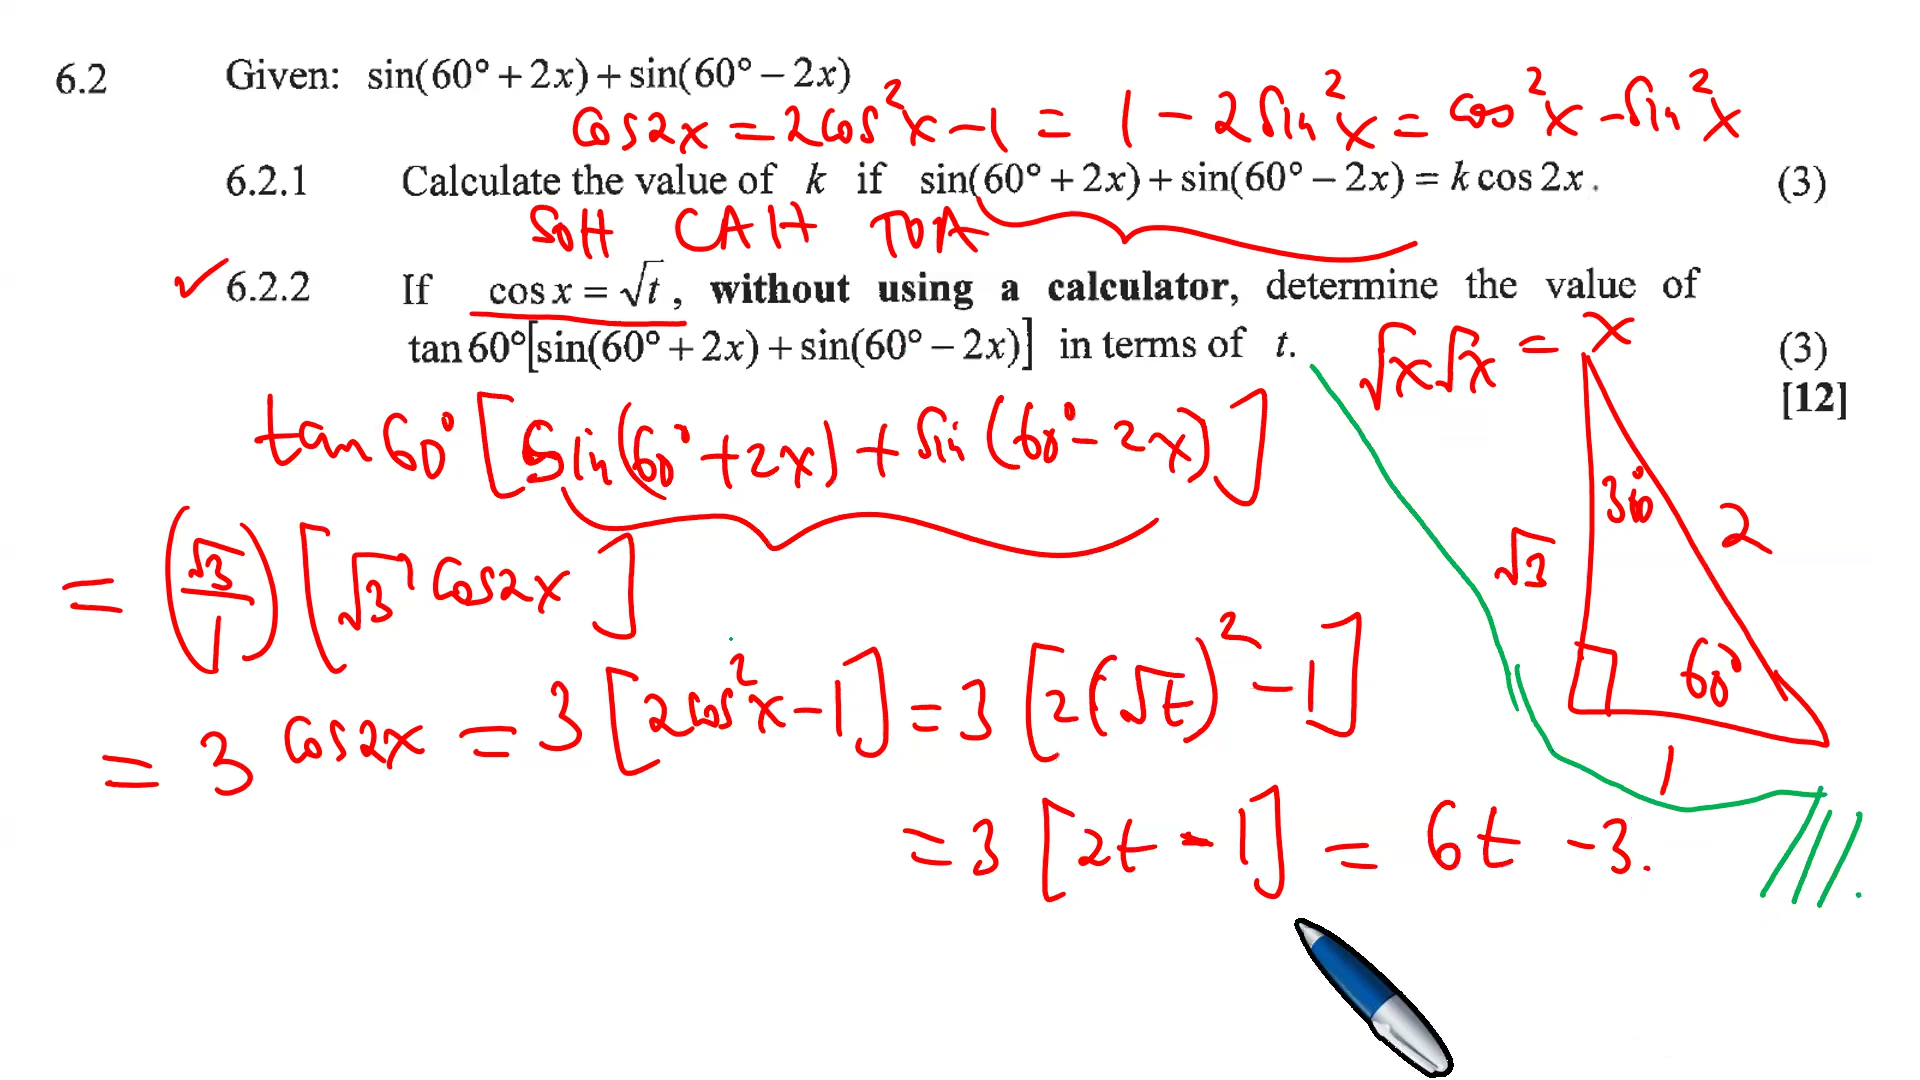 6.2 Given: sin(60° + 2x) + sin(60° – 2x)
cos2x = 2cos²x – 1 = 1 – 2sin²x = cos²x – sin²x
6.2.1 Calculate the value of k if sin(60° + 2x) + sin(60° – 2x) = k cos 2x. (3)
SOH CAH TOA
✓ 6.2.2 If cos x = √t, without using a calculator, determine the value of
tan 60°[sin(60° + 2x) + sin(60° – 2x)] in terms of t. (3)
[12]
√x√x = x
tan 60° [sin(60° + 2x) + sin(60° – 2x)]
30°
2
√3
60°
1
= (√3/1) [√3 cos2x]
= 3 cos2x = 3 [2cos²x – 1] = 3 [2(√t)² – 1]
= 3 [2t – 1] = 6t – 3.